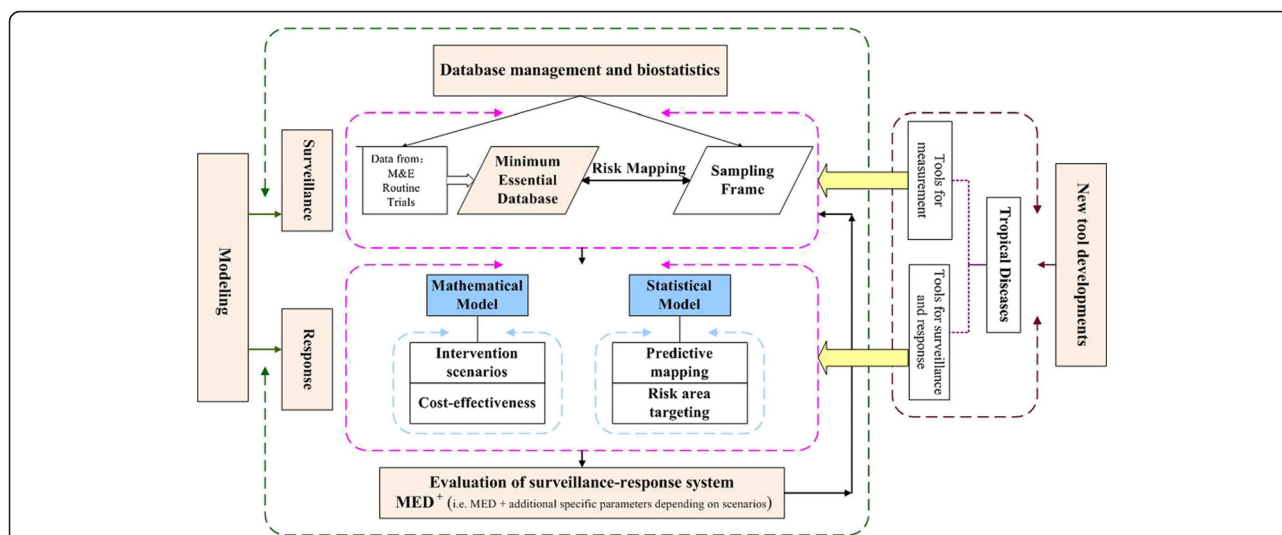 Database management and biostatistics
Modeling
Surveillance
Data from:
M&E
Routine
Trials
Minimum
Essential
Database
Risk Mapping
Sampling
Frame
Tools for
measurement
Tropical Diseases
New tool developments
Response
Mathematical
Model
Intervention
scenarios
Cost-effectiveness
Statistical
Model
Predictive
mapping
Risk area
targeting
Tools for surveillance
and response
Evaluation of surveillance-response system
MED+ (i.e. MED + additional specific parameters depending on scenarios)